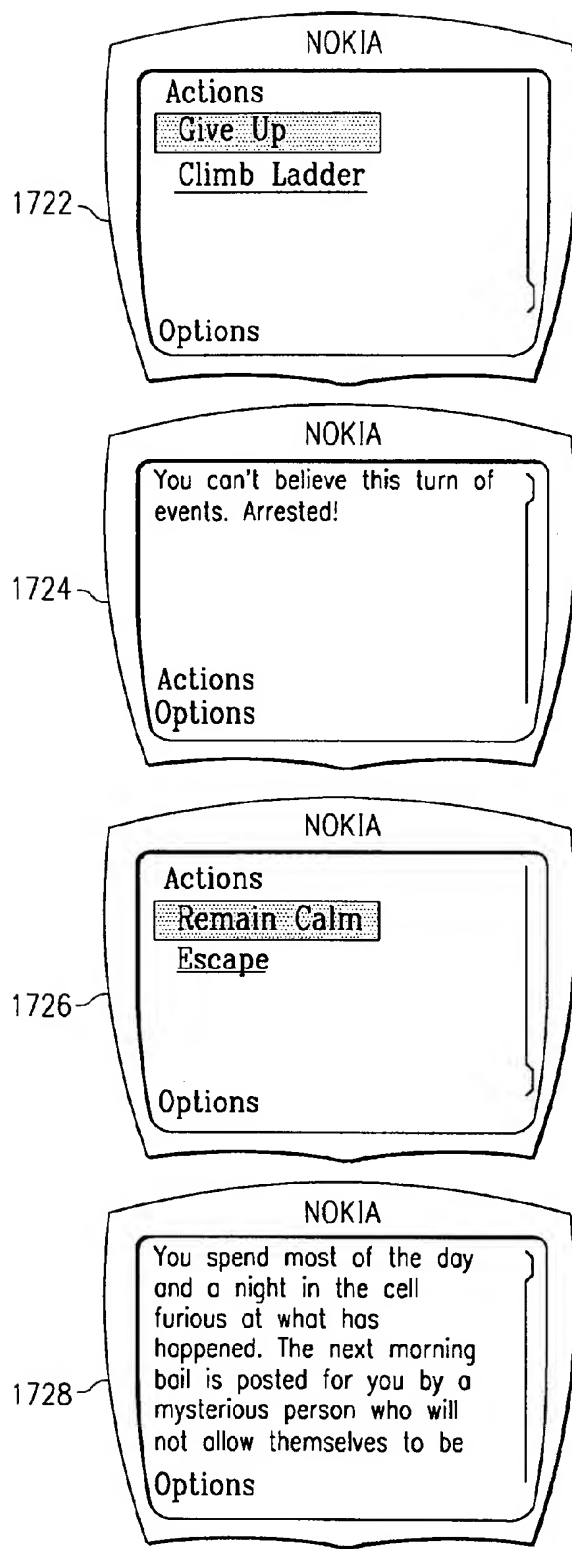 NOKIA
Actions
Give Up
Climb Ladder
1722
Options
NOKIA
You can't believe this turn of
events. Arrested!
1724
Actions
Options
NOKIA
Actions
Remain Calm
Escape
1726
Options
NOKIA
You spend most of the day
and a night in the cell
furious at what has
happened. The next morning
bail is posted for you by a
1728
mysterious person who will
not allow themselves to be
Options